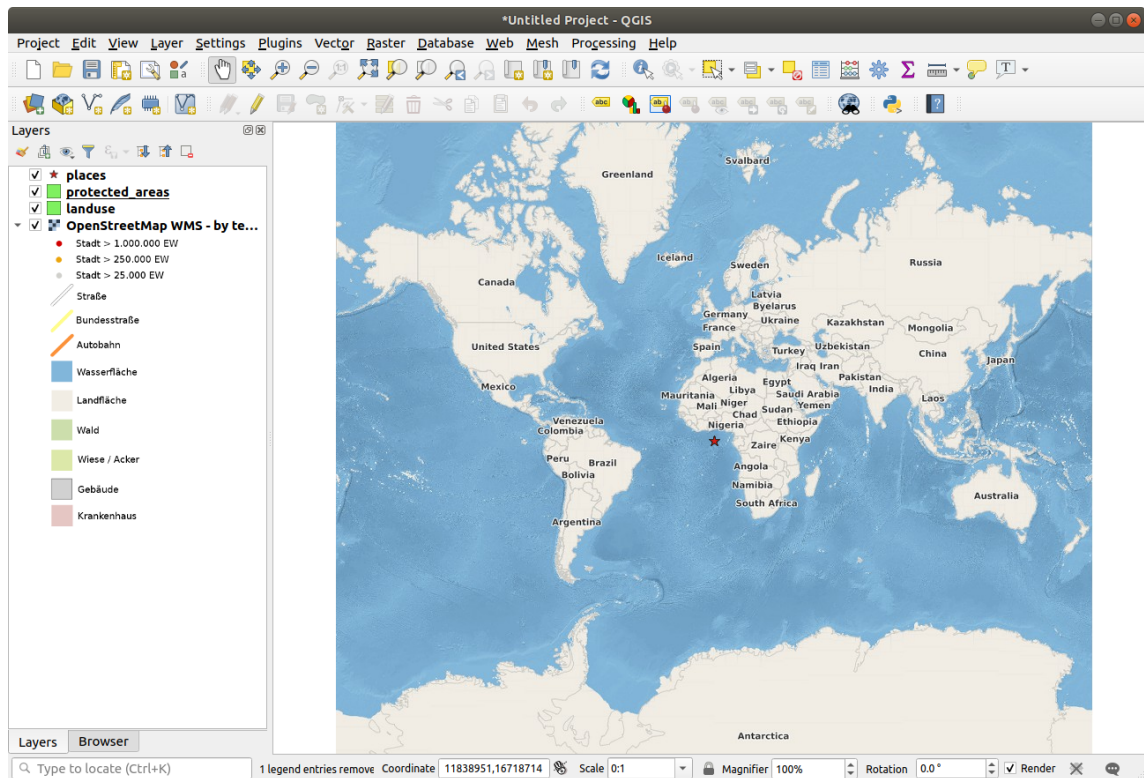 *Untitled Project - QGIS
Project Edit View Layer Settings Plugins Vector Raster Database Web Mesh Processing Help
Layers
places
protected_areas
landuse
OpenStreetMap WMS - by te...
Stadt > 1.000.000 EW
Stadt > 250.000 EW
Stadt > 25.000 EW
Straße
Bundesstraße
Autobahn
Wasserfläche
Landfläche
Wald
Wiese / Acker
Gebäude
Krankenhaus
Svalbard
Greenland
Iceland
Sweden
Russia
Canada
Latvia
Byelarus
Germany
Ukraine
France
Kazakhstan
Mongolia
United States
Spain
Turkey
Uzbekistan
China
Japan
Iraq Iran
Mexico
Algeria
Egypt
Pakistan
India
Mauritania
Libya
Saudi Arabia
Laos
Mali
Niger
Chad
Sudan
Yemen
Venezuela
Nigeria
Ethiopia
Colombia
Zaire
Kenya
Peru
Brazil
Angola
Bolivia
Namibia
Australia
South Africa
Argentina
Antarctica
Layers Browser
Type to locate (Ctrl+K) 1 legend entries remove Coordinate 11838951,16718714 Scale 0:1 Magnifier 100% Rotation 0.0° Render